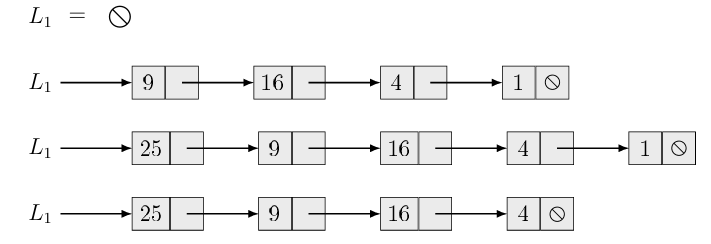 L₁ = ⦸
L₁ 9 16 4 1 ⦸
L₁ 25 9 16 4 1 ⦸
L₁ 25 9 16 4 ⦸